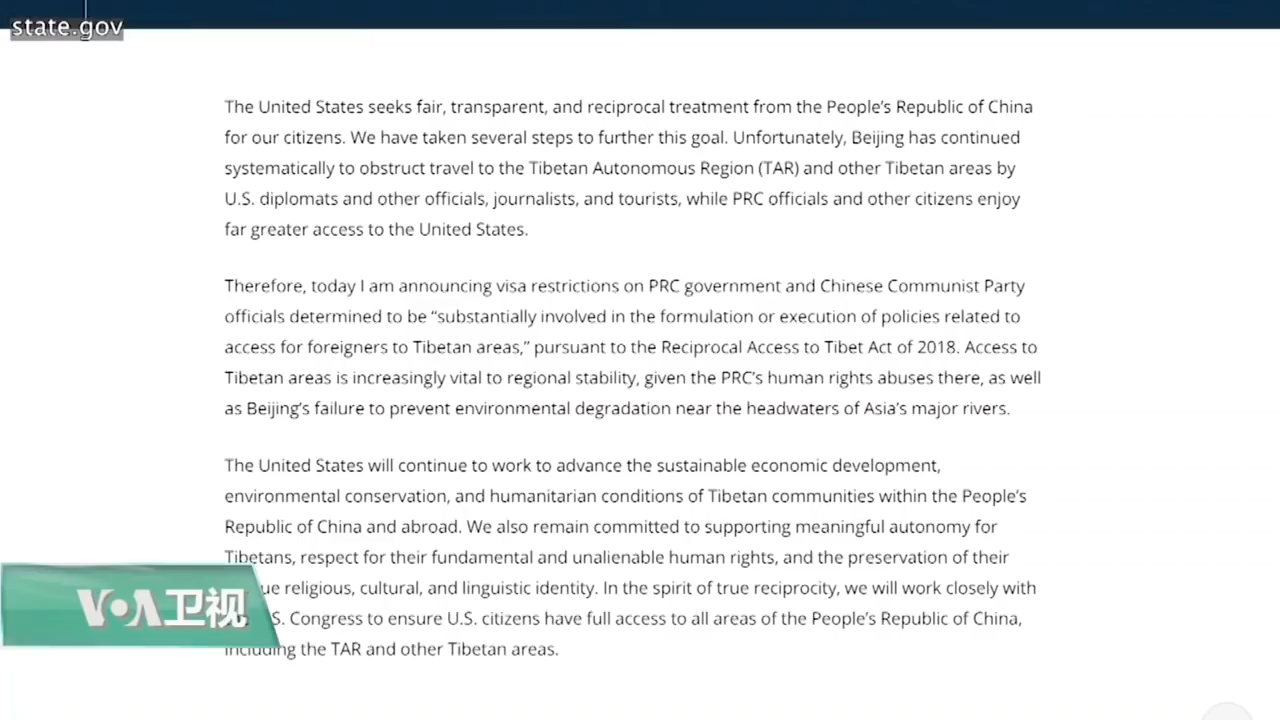 state.gov
The United States seeks fair, transparent, and reciprocal treatment from the People's Republic of China
for our citizens. We have taken several steps to further this goal. Unfortunately, Beijing has continued
systematically to obstruct travel to the Tibetan Autonomous Region (TAR) and other Tibetan areas by
U.S. diplomats and other officials, journalists, and tourists, while PRC officials and other citizens enjoy
far greater access to the United States.
Therefore, today I am announcing visa restrictions on PRC government and Chinese Communist Party
officials determined to be “substantially involved in the formulation or execution of policies related to
access for foreigners to Tibetan areas,” pursuant to the Reciprocal Access to Tibet Act of 2018. Access to
Tibetan areas is increasingly vital to regional stability, given the PRC's human rights abuses there, as well
as Beijing's failure to prevent environmental degradation near the headwaters of Asia's major rivers.
The United States will continue to work to advance the sustainable economic development,
environmental conservation, and humanitarian conditions of Tibetan communities within the People's
Republic of China and abroad. We also remain committed to supporting meaningful autonomy for
Tibetans, respect for their fundamental and unalienable human rights, and the preservation of their
religious, cultural, and linguistic identity. In the spirit of true reciprocity, we will work closely with
Congress to ensure U.S. citizens have full access to all areas of the People's Republic of China,
including the TAR and other Tibetan areas.
VOA卫视